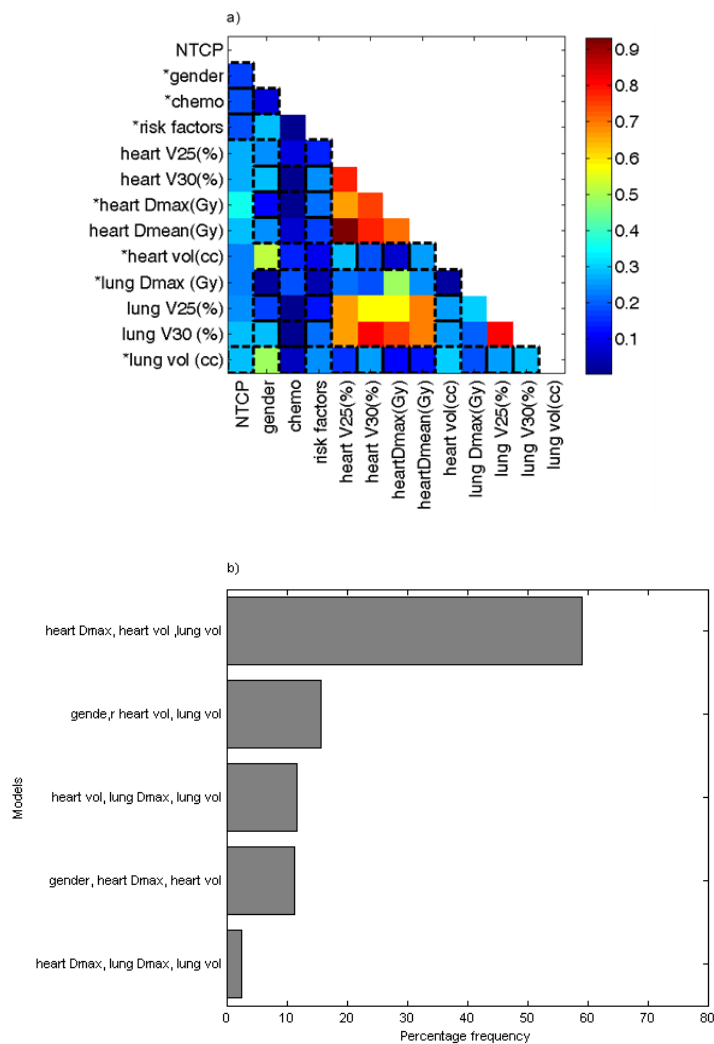 a)
NTCP
*gender
*chemo
*risk factors
heart V25(%)
heart V30(%)
*heart Dmax(Gy)
heart Dmean(Gy)
*heart vol(cc)
*lung Dmax (Gy)
lung V25(%)
lung V30 (%)
*lung vol (cc)
0.9
0.8
0.7
0.6
0.5
0.4
0.3
0.2
0.1
NTCP
gender
chemo
risk factors
heart V25(%)
heart V30(%)
heartDmax(Gy)
heartDmean(Gy)
heart vol(cc)
lung Dmax(Gy)
lung V25(%)
lung V30(%)
lung vol(cc)
b)
Models
heart Dmax, heart vol ,lung vol
gende,r heart vol, lung vol
heart vol, lung Dmax, lung vol
gender, heart Dmax, heart vol
heart Dmax, lung Dmax, lung vol
0 10 20 30 40 50 60 70 80
Percentage frequency